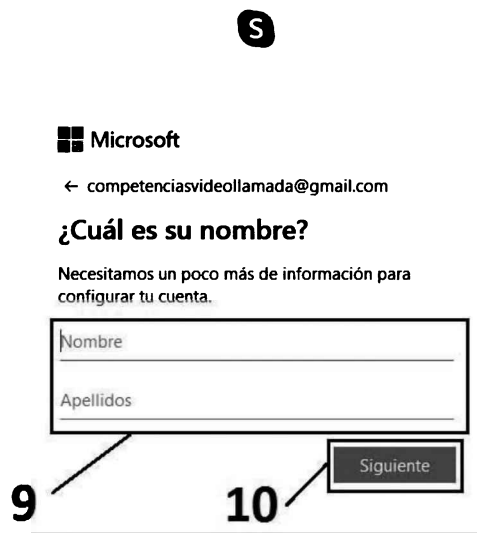 S
Microsoft
← competenciasvideollamada@gmail.com
¿Cuál es su nombre?
Necesitamos un poco más de información para
configurar tu cuenta.
Nombre
Apellidos
Siguiente
9
10